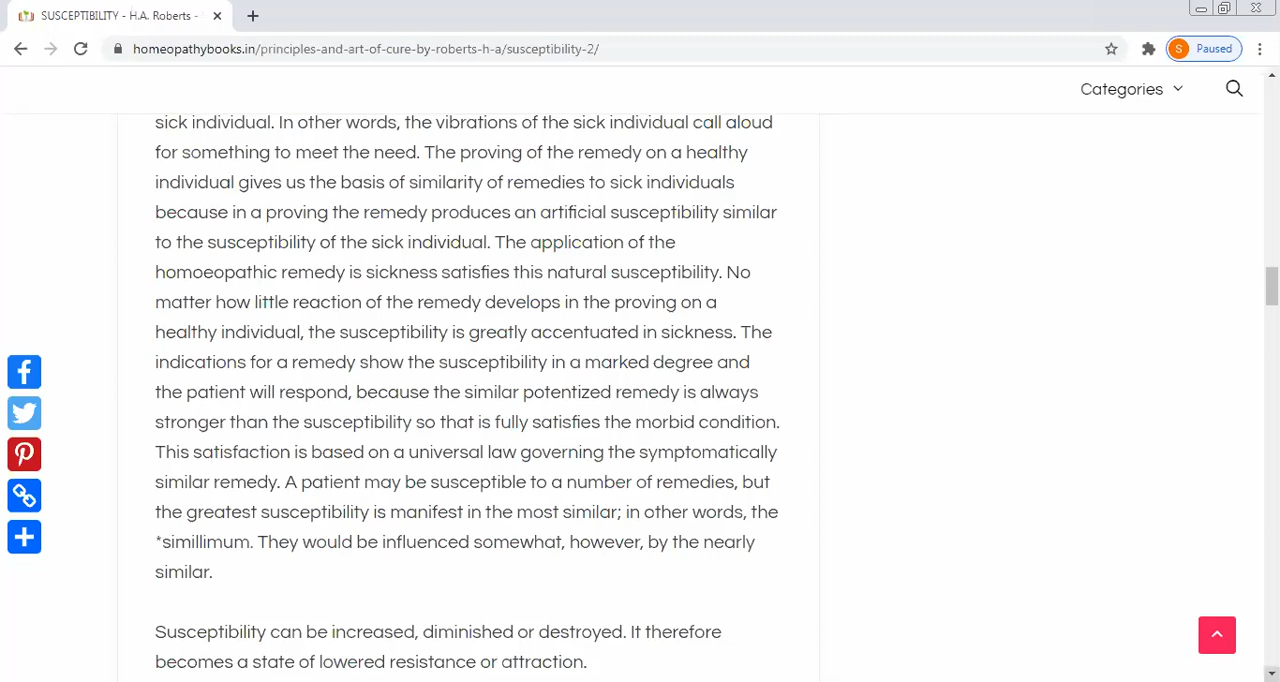 SUSCEPTIBILITY - H.A. Roberts -
homeopathybooks.in/principles-and-art-of-cure-by-roberts-h-a/susceptibility-2/
S Paused
Categories
sick individual. In other words, the vibrations of the sick individual call aloud
for something to meet the need. The proving of the remedy on a healthy
individual gives us the basis of similarity of remedies to sick individuals
because in a proving the remedy produces an artificial susceptibility similar
to the susceptibility of the sick individual. The application of the
homoeopathic remedy is sickness satisfies this natural susceptibility. No
matter how little reaction of the remedy develops in the proving on a
healthy individual, the susceptibility is greatly accentuated in sickness. The
indications for a remedy show the susceptibility in a marked degree and
the patient will respond, because the similar potentized remedy is always
stronger than the susceptibility so that is fully satisfies the morbid condition.
This satisfaction is based on a universal law governing the symptomatically
similar remedy. A patient may be susceptible to a number of remedies, but
the greatest susceptibility is manifest in the most similar; in other words, the
*simillimum. They would be influenced somewhat, however, by the nearly
similar.
Susceptibility can be increased, diminished or destroyed. It therefore
becomes a state of lowered resistance or attraction.